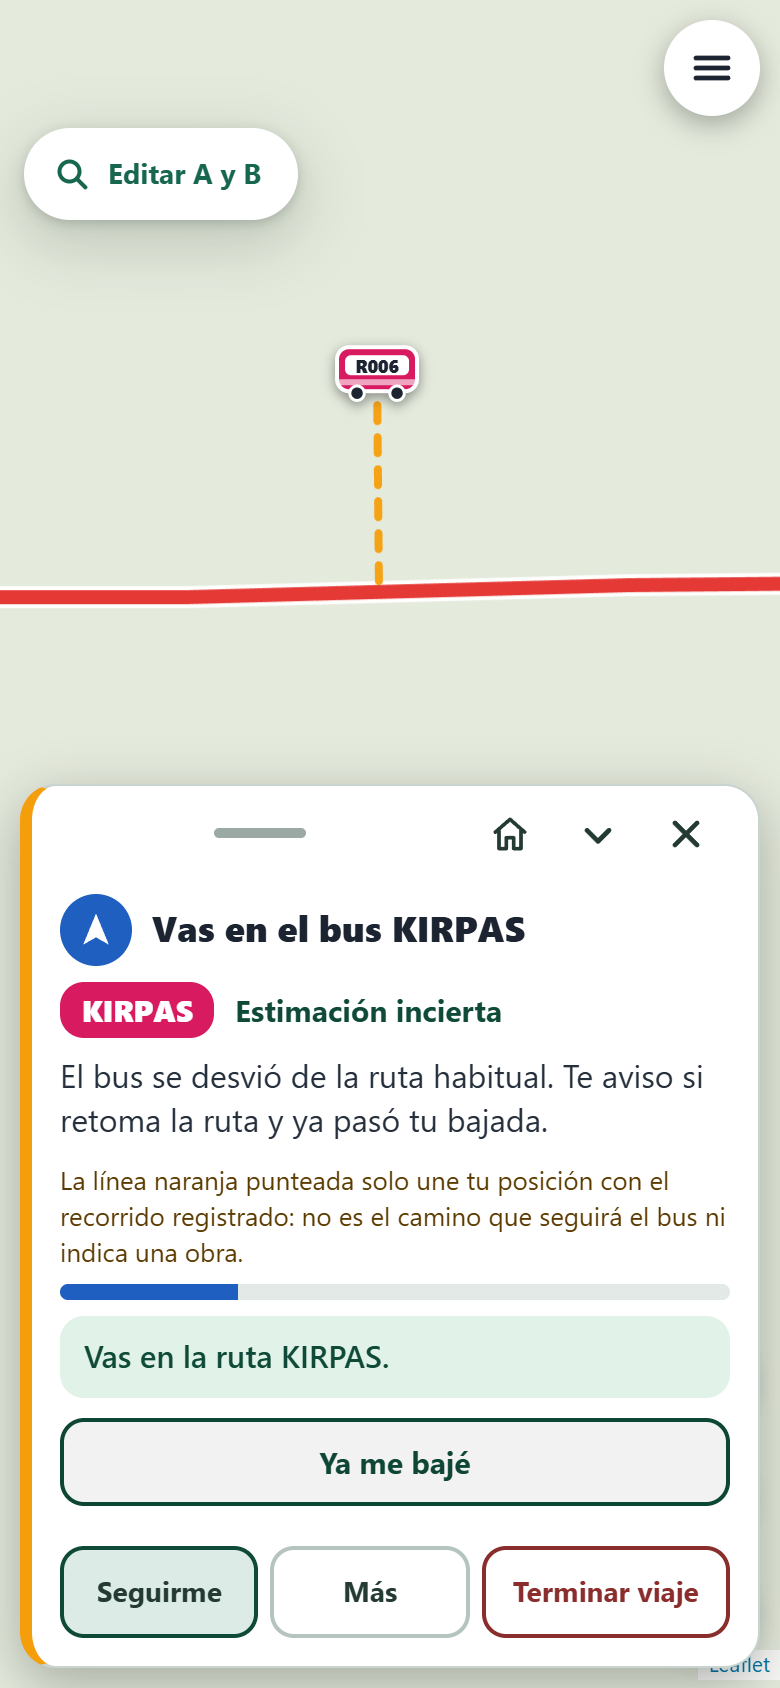 Editar A y B
R006
Vas en el bus KIRPAS
KIRPAS Estimación incierta
El bus se desvió de la ruta habitual. Te aviso si
retoma la ruta y ya pasó tu bajada.
La línea naranja punteada solo une tu posición con el
recorrido registrado: no es el camino que seguirá el bus ni
indica una obra.
Vas en la ruta KIRPAS.
Ya me bajé
Seguirme Más Terminar viaje
Leaflet